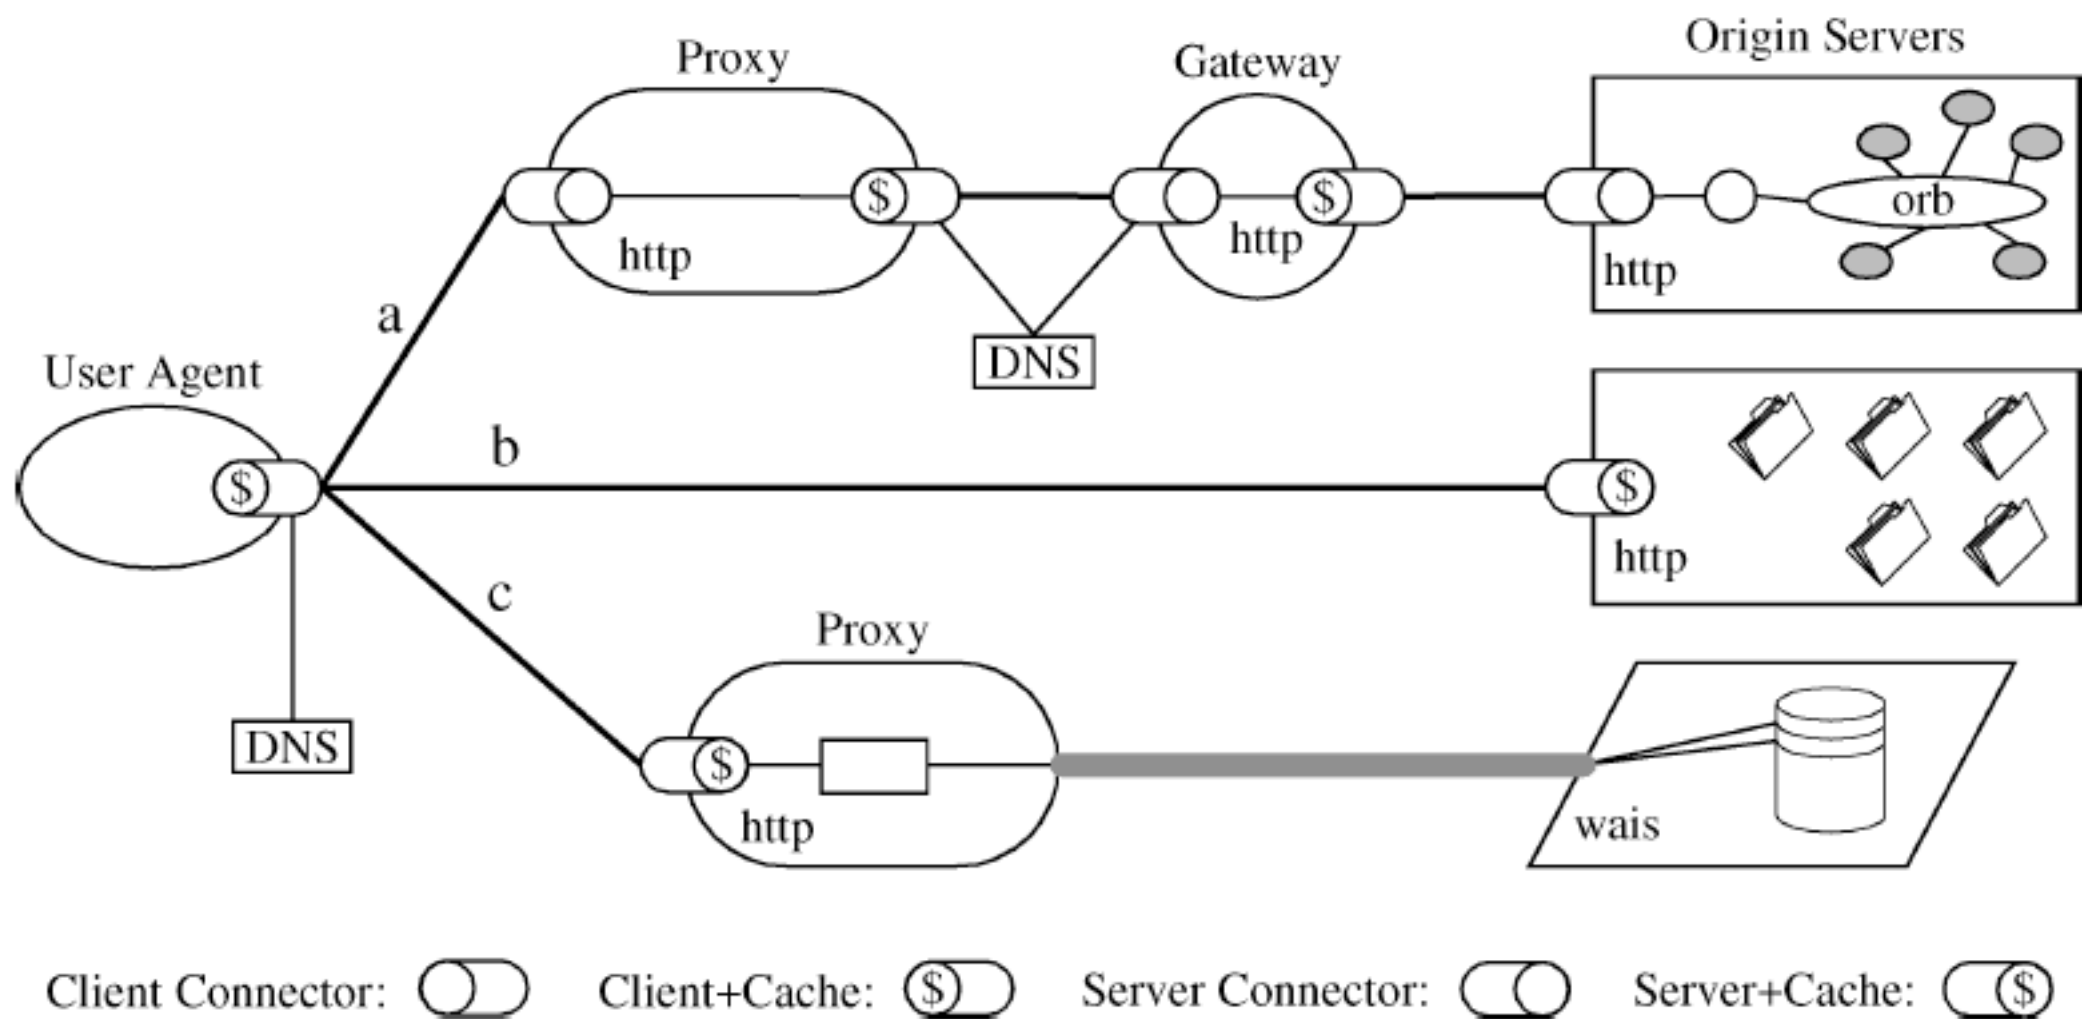 Origin Servers
Proxy
Gateway
$
$
orb
http
http
http
a
DNS
User Agent
b
$
$
http
c
Proxy
DNS
$
http
wais
Client Connector:
Client+Cache: $
Server Connector:
Server+Cache: $